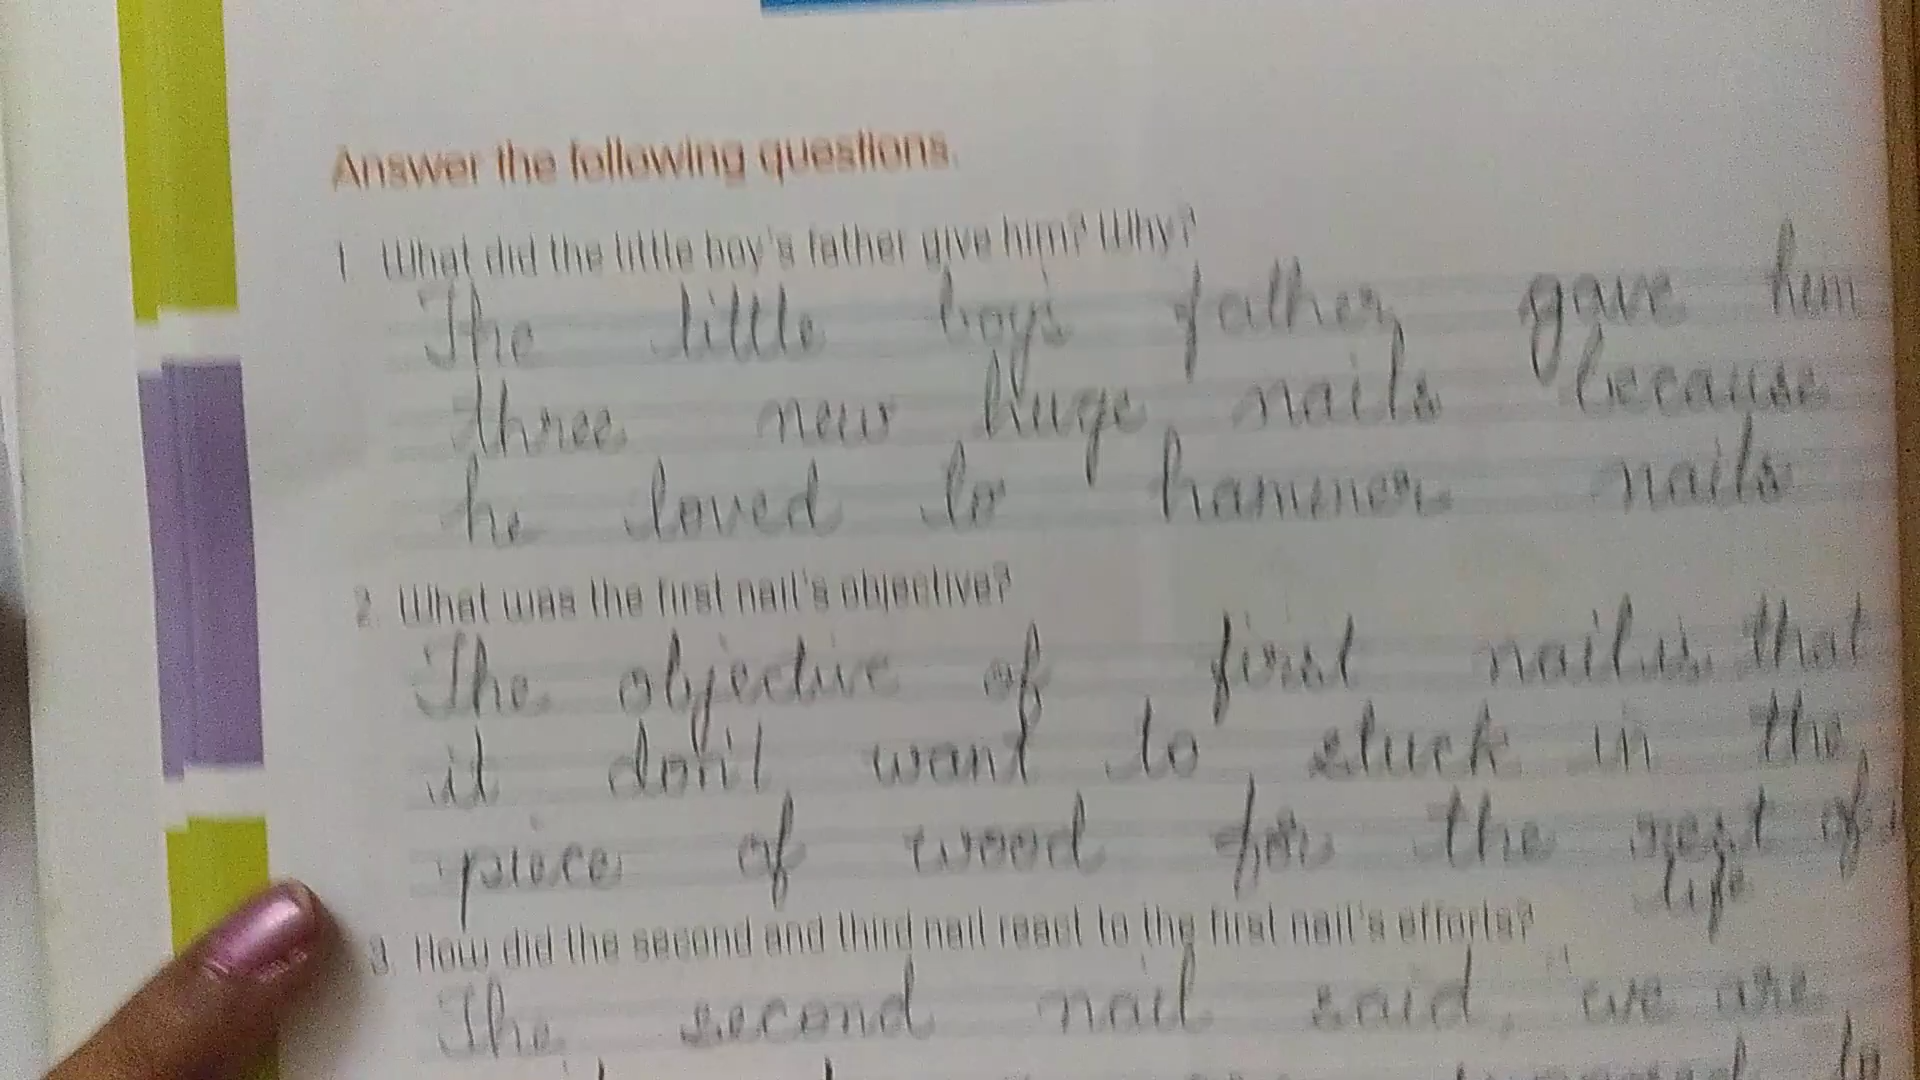 Answer the following questions.
1. What did the little boy's father give him? Why?
The little boy's father gave him
three new huge nails because
he loved to hammer nails
2. What was the first nail's objective?
The objective of first nail is that
it don't want to stuck in the
piece of wood for the rest of
life
3. How did the second and third nail react to the first nail's efforts?
The second nail said, we are